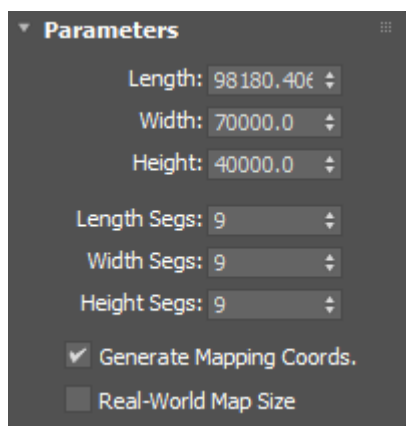 Parameters
Length: 98180.406
Width: 70000.0
Height: 40000.0
Length Segs: 9
Width Segs: 9
Height Segs: 9
Generate Mapping Coords.
Real-World Map Size